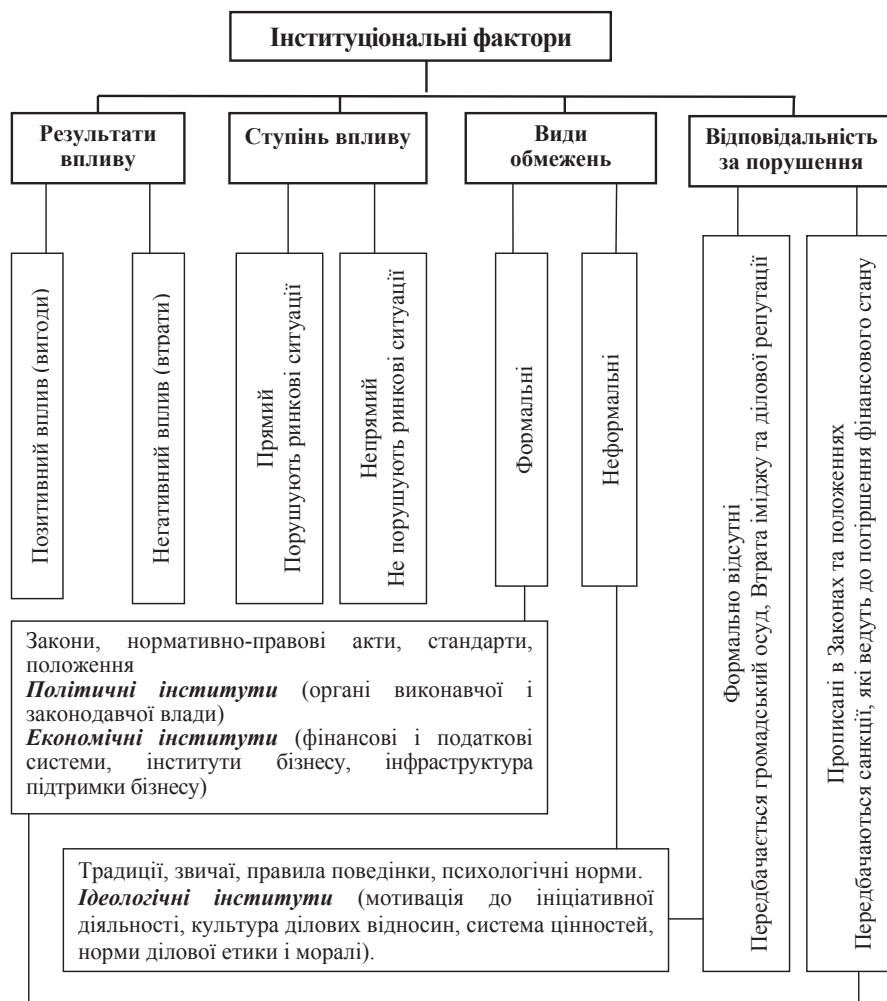 Інституціональні фактори
Результати
впливу
Ступінь впливу
Види
обмежень
Відповідальність
за порушення
Позитивний вплив (вигоди)
Негативний вплив (втрати)
Прямий
Порушують ринкові ситуації
Непрямий
Не порушують ринкові ситуації
Формальні
Неформальні
Формально відсутні
Передбачається громадський осуд, Втрата іміджу та ділової репутації
Прописані в Законах та положеннях
Передбачаються санкції, які ведуть до погіршення фінансового стану
Закони, нормативно-правові акти, стандарти,
положення
Політичні інститути (органі виконавчої і
законодавчої влади)
Економічні інститути (фінансові і податкові
системи, інститути бізнесу, інфраструктура
підтримки бізнесу)
Традиції, звичаї, правила поведінки, психологічні норми.
Ідеологічні інститути (мотивація до ініціативної
діяльності, культура ділових відносин, система цінностей,
норми ділової етики і моралі).